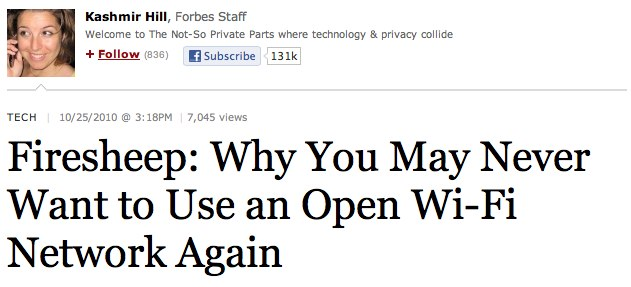 Kashmir Hill, Forbes Staff
Welcome to The Not-So Private Parts where technology & privacy collide
+ Follow (836) f Subscribe 131k
TECH | 10/25/2010 @ 3:18PM | 7,045 views
Firesheep: Why You May Never
Want to Use an Open Wi-Fi
Network Again